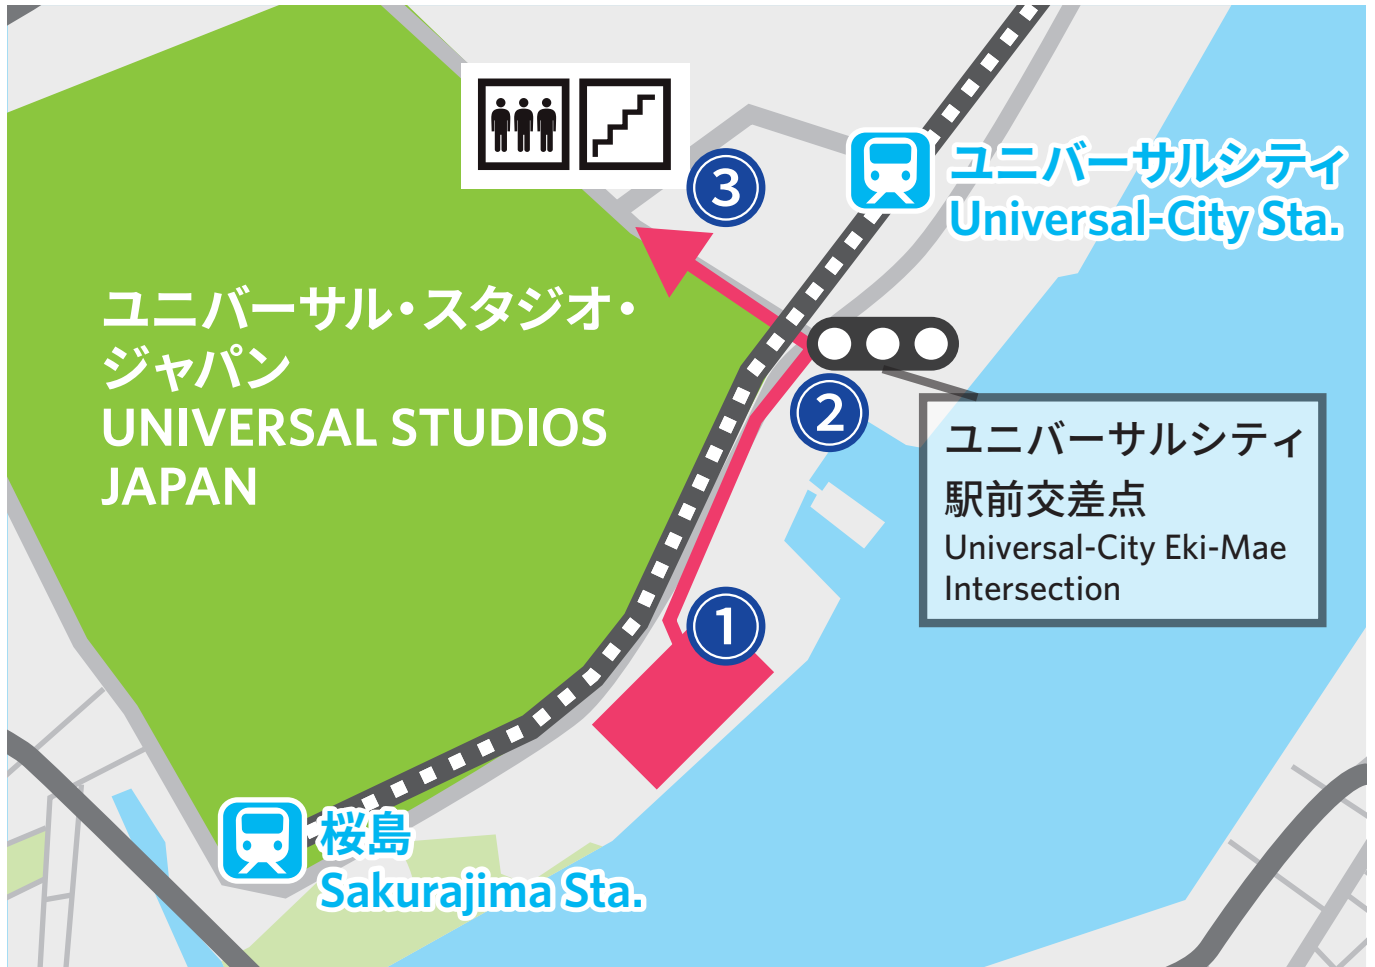 3
ユニバーサルシティ
Universal-City Sta.
ユニバーサル・スタジオ・
ジャパン
UNIVERSAL STUDIOS
JAPAN
2
ユニバーサルシティ
駅前交差点
Universal-City Eki-Mae
Intersection
1
桜島
Sakurajima Sta.